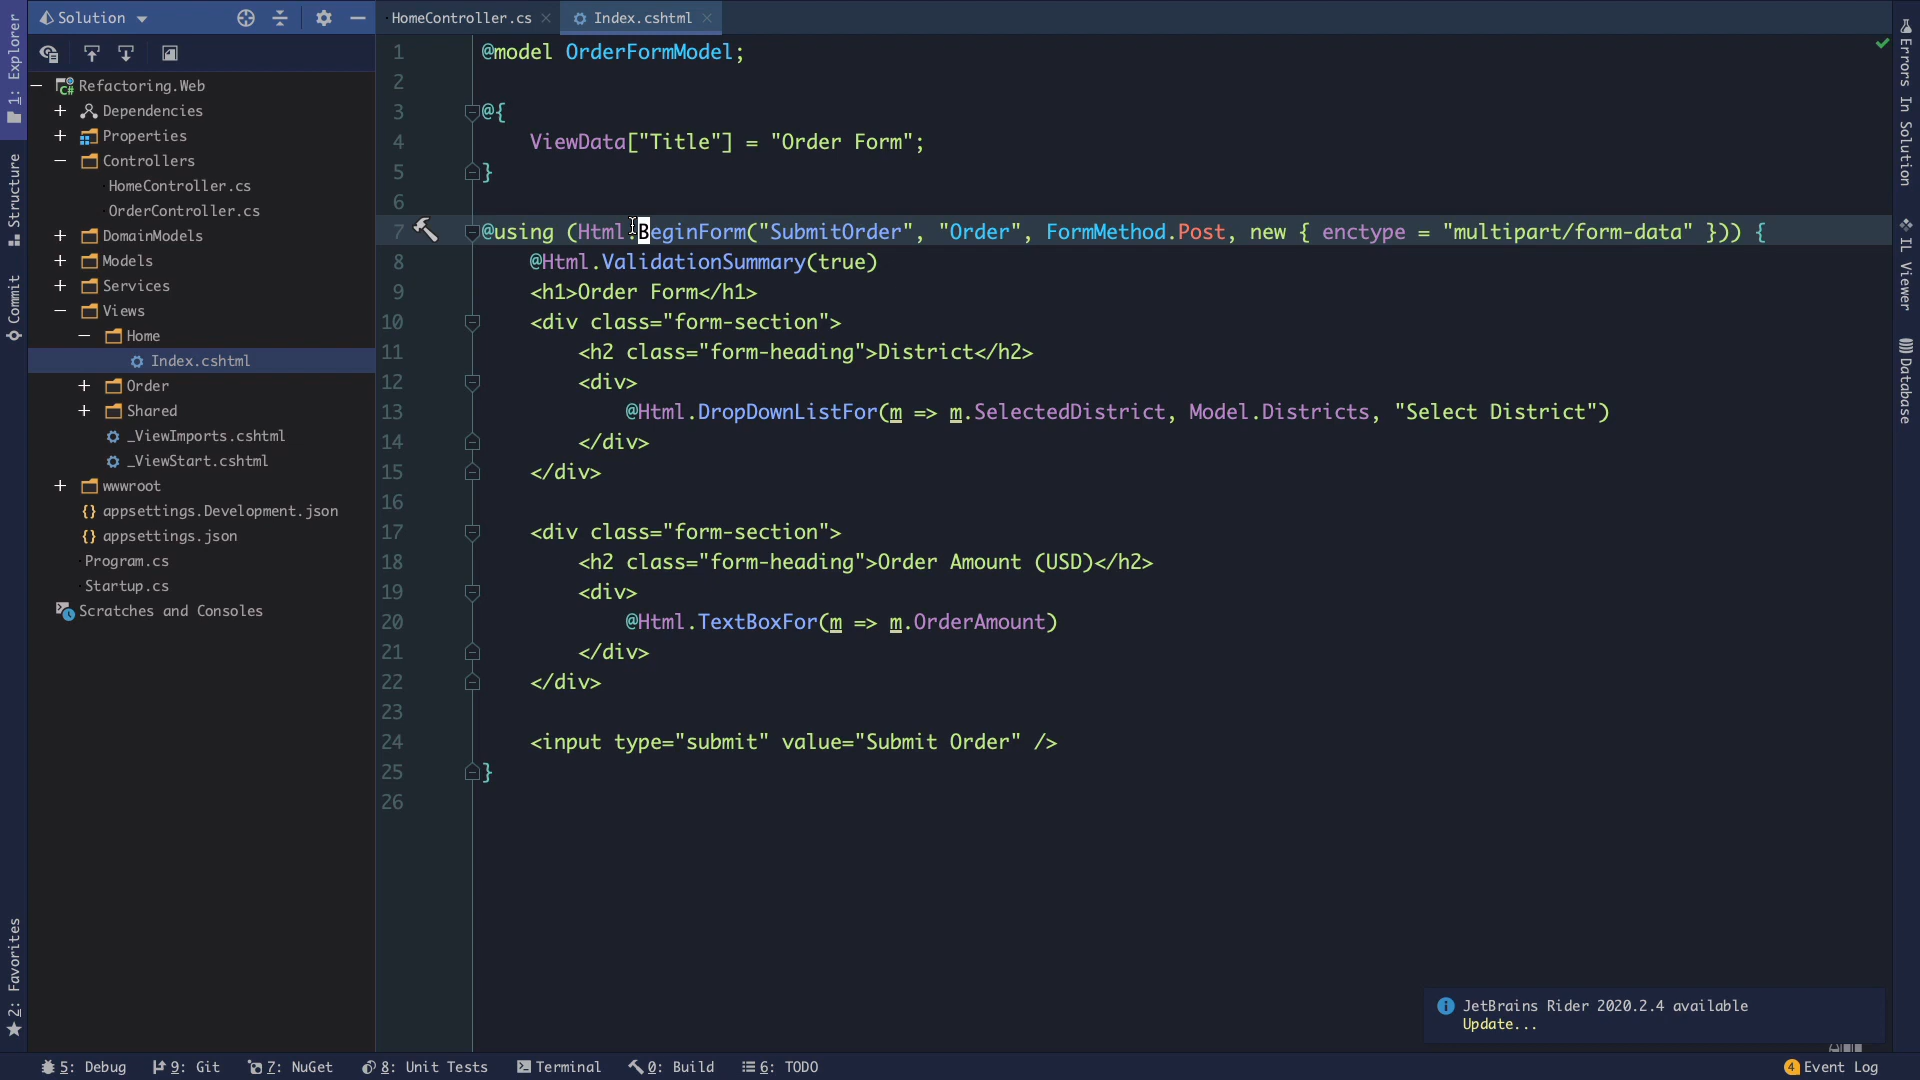 Solution
HomeController.cs
Index.cshtml
1: Explorer
Structure
Commit
2: Favorites
Refactoring.Web
Dependencies
Properties
Controllers
HomeController.cs
OrderController.cs
DomainModels
Models
Services
Views
Home
Index.cshtml
Order
Shared
_ViewImports.cshtml
_ViewStart.cshtml
wwwroot
appsettings.Development.json
appsettings.json
Program.cs
Startup.cs
Scratches and Consoles
1 @model OrderFormModel;
2
3 @{
4 ViewData["Title"] = "Order Form";
5 }
6
7 @using (Html.BeginForm("SubmitOrder", "Order", FormMethod.Post, new { enctype = "multipart/form-data" })) {
8 @Html.ValidationSummary(true)
9 <h1>Order Form</h1>
10 <div class="form-section">
11 <h2 class="form-heading">District</h2>
12 <div>
13 @Html.DropDownListFor(m => m.SelectedDistrict, Model.Districts, "Select District")
14 </div>
15 </div>
16
17 <div class="form-section">
18 <h2 class="form-heading">Order Amount (USD)</h2>
19 <div>
20 @Html.TextBoxFor(m => m.OrderAmount)
21 </div>
22 </div>
23
24 <input type="submit" value="Submit Order" />
25 }
26
Errors In Solution
IL Viewer
Database
JetBrains Rider 2020.2.4 available
Update...
5: Debug
9: Git
7: NuGet
8: Unit Tests
Terminal
0: Build
6: TODO
4 Event Log